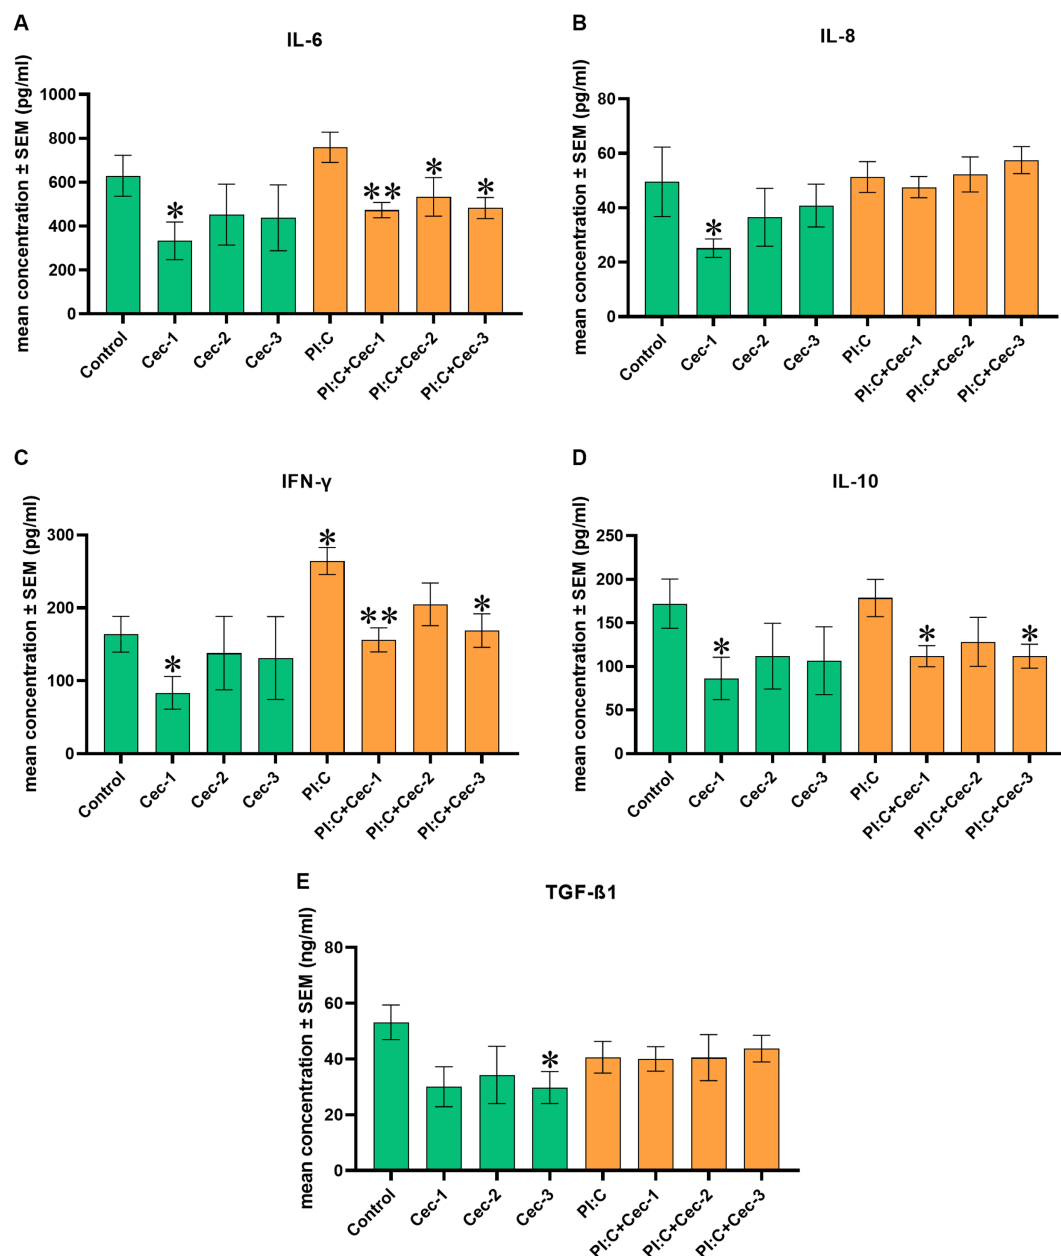 A
IL-6
mean concentration ± SEM (pg/ml)
1000
800
600
400
200
0
*
**
*
*
Control
Cec-1
Cec-2
Cec-3
PI:C
PI:C+Cec-1
PI:C+Cec-2
PI:C+Cec-3
B
IL-8
mean concentration ± SEM (pg/ml)
80
60
40
20
0
*
Control
Cec-1
Cec-2
Cec-3
PI:C
PI:C+Cec-1
PI:C+Cec-2
PI:C+Cec-3
C
IFN-γ
mean concentration ± SEM (pg/ml)
300
200
100
0
*
*
**
*
Control
Cec-1
Cec-2
Cec-3
PI:C
PI:C+Cec-1
PI:C+Cec-2
PI:C+Cec-3
D
IL-10
mean concentration ± SEM (pg/ml)
250
200
150
100
50
0
*
*
*
Control
Cec-1
Cec-2
Cec-3
PI:C
PI:C+Cec-1
PI:C+Cec-2
PI:C+Cec-3
E
TGF-ß1
mean concentration ± SEM (ng/ml)
80
60
40
20
0
*
Control
Cec-1
Cec-2
Cec-3
PI:C
PI:C+Cec-1
PI:C+Cec-2
PI:C+Cec-3